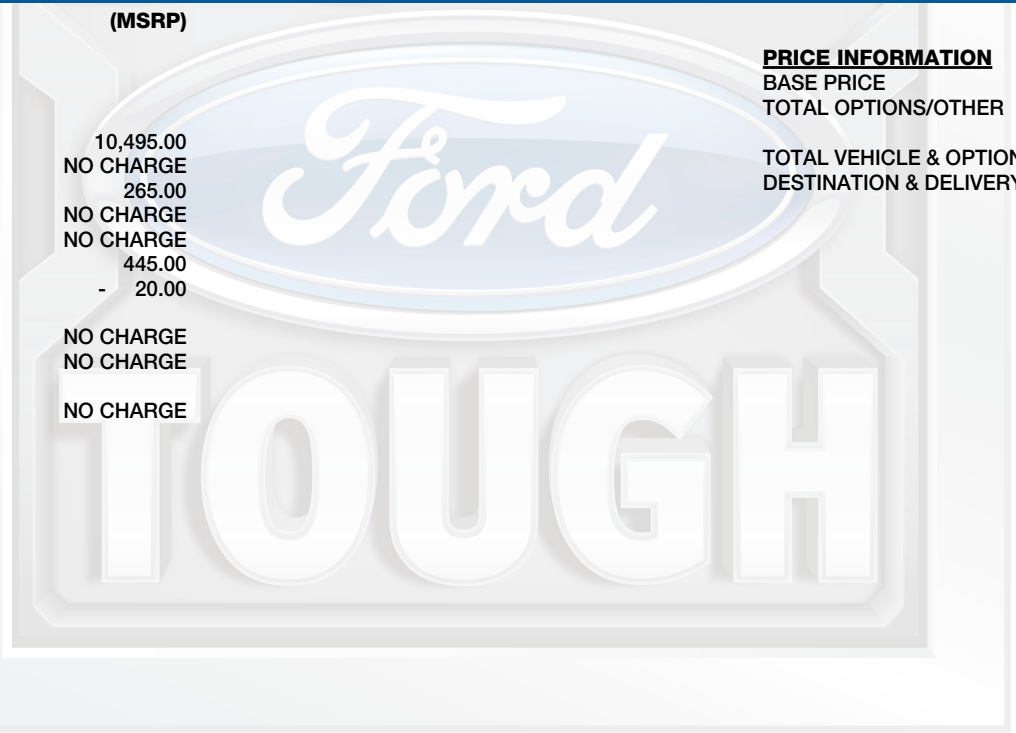 (MSRP)
10,495.00
NO CHARGE
265.00
NO CHARGE
NO CHARGE
445.00
- 20.00
NO CHARGE
NO CHARGE
NO CHARGE
PRICE INFORMATION
BASE PRICE
TOTAL OPTIONS/OTHER
TOTAL VEHICLE & OPTION
DESTINATION & DELIVERY
Ford
TOUGH